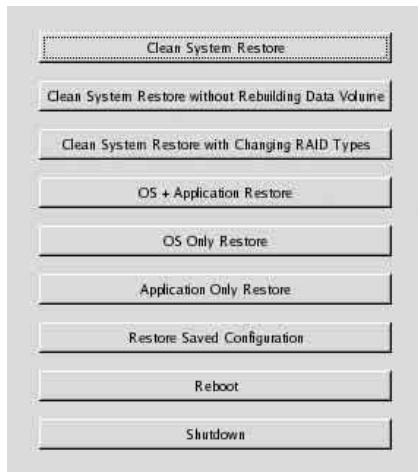 Clean System Restore
Clean System Restore without Rebuilding Data Volume
Clean System Restore with Changing RAID Types
OS + Application Restore
OS Only Restore
Application Only Restore
Restore Saved Configuration
Reboot
Shutdown